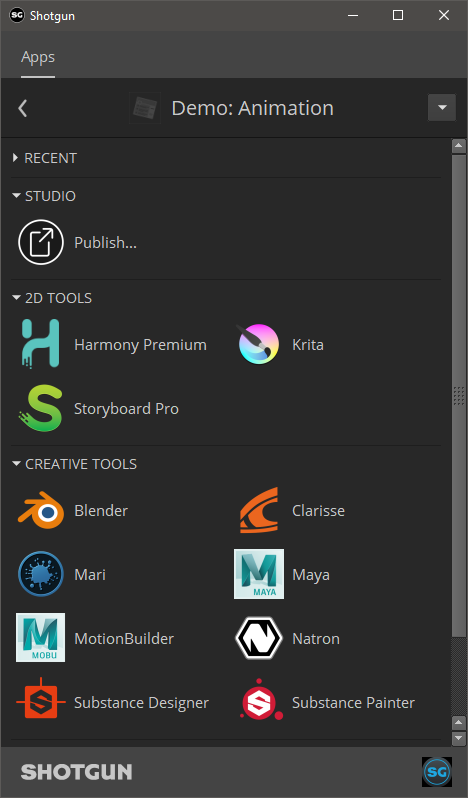 SG Shotgun
Apps
Demo: Animation
RECENT
STUDIO
Publish...
2D TOOLS
Harmony Premium Krita
Storyboard Pro
CREATIVE TOOLS
Blender Clarisse
Mari MAYA Maya
MOBU MotionBuilder Natron
Substance Designer Substance Painter
SHOTGUN SG